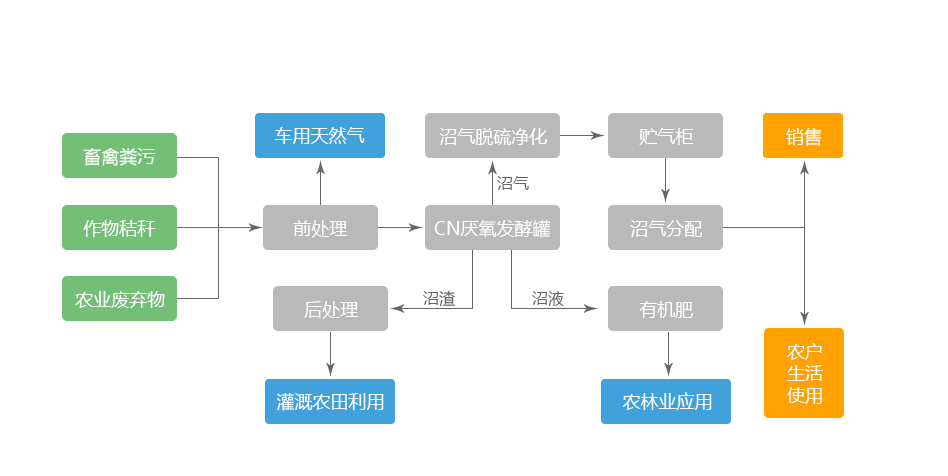 车用天然气
沼气脱硫净化
贮气柜
销售
畜禽粪污
沼气
作物秸秆
前处理
CN厌氧发酵罐
沼气分配
农业废弃物
后处理
沼渣
沼液
有机肥
农户
生活
使用
灌溉农田利用
农林业应用